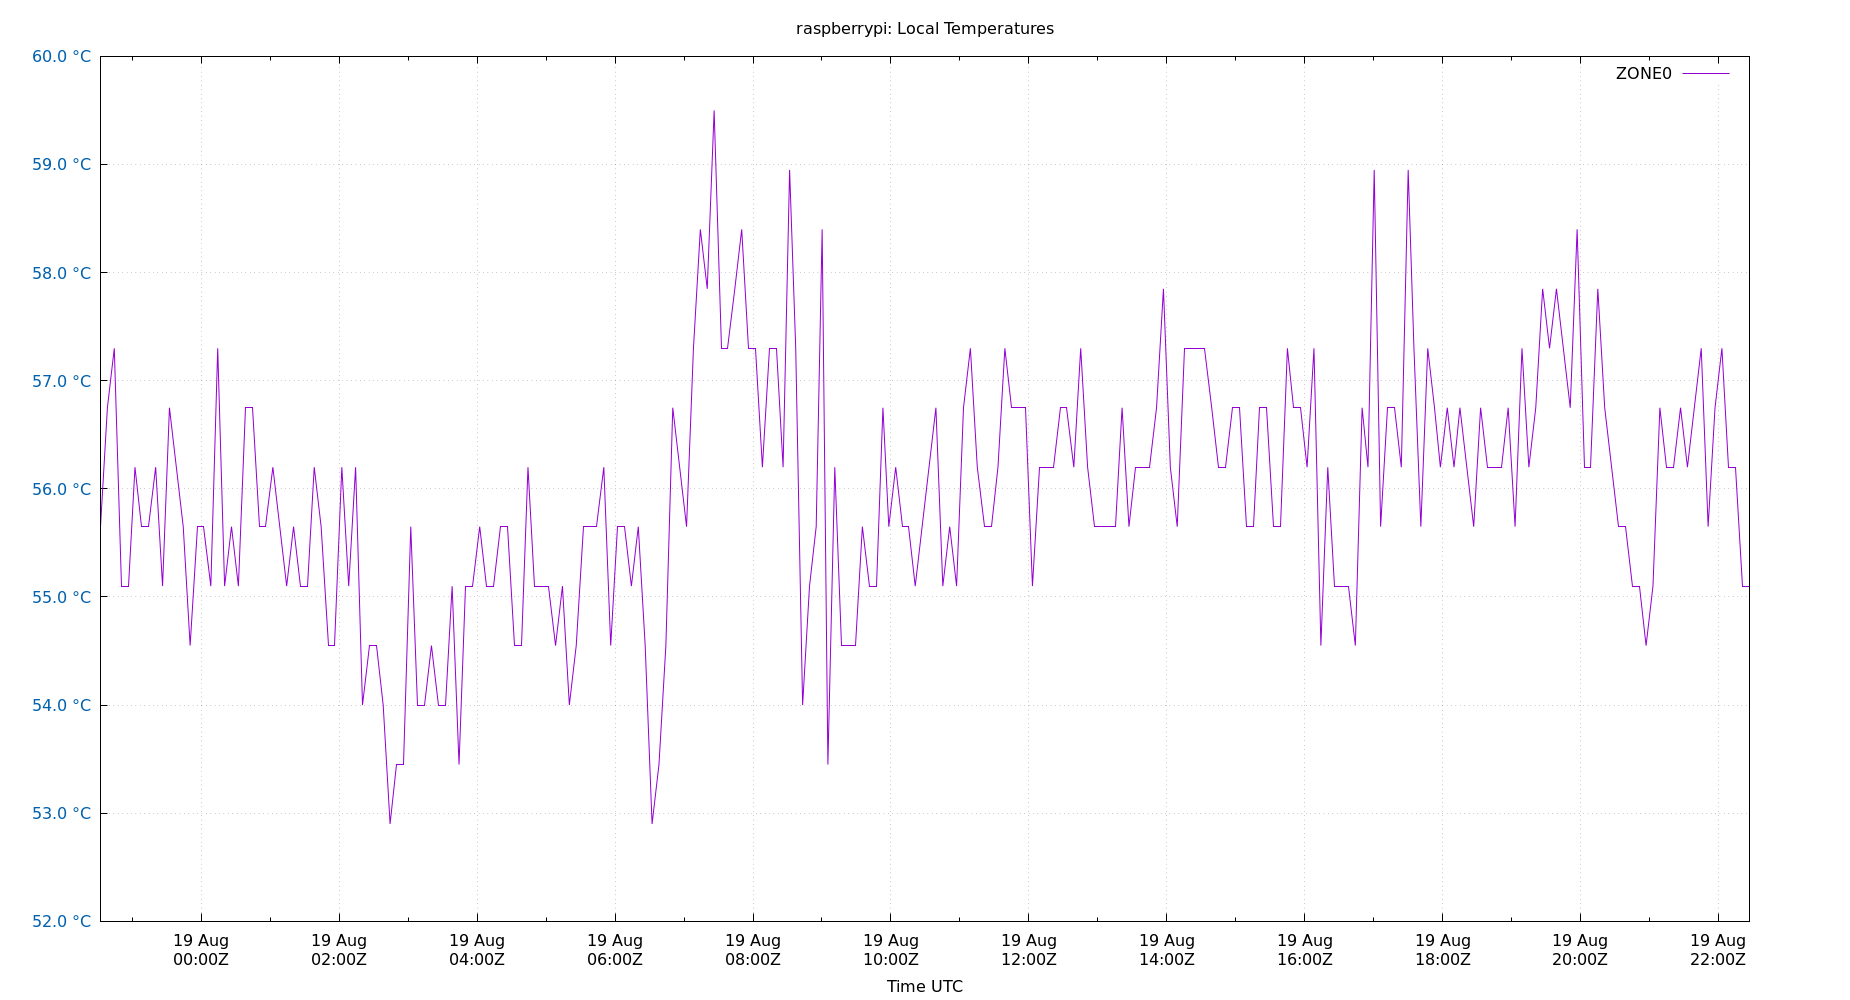 raspberrypi: Local Temperatures
60.0 °C
ZONE0
59.0 °C
58.0 °C
57.0 °C
56.0 °C
55.0 °C
54.0 °C
53.0 °C
52.0 °C
19 Aug 19 Aug 19 Aug 19 Aug 19 Aug 19 Aug 19 Aug 19 Aug 19 Aug 19 Aug 19 Aug 19 Aug
00:00Z 02:00Z 04:00Z 06:00Z 08:00Z 10:00Z 12:00Z 14:00Z 16:00Z 18:00Z 20:00Z 22:00Z
Time UTC